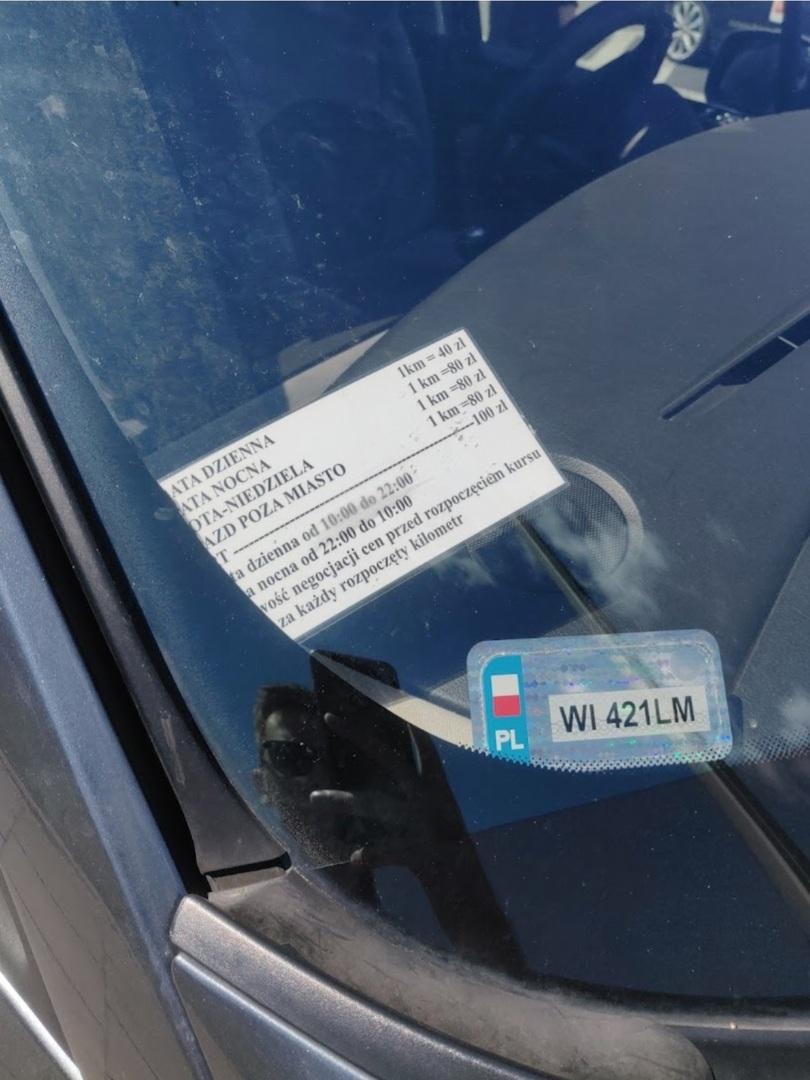 ATA DZIENNA 1km = 40 zł
ATA NOCNA 1 km =80 zł
OTA-NIEDZIELA 1 km =80 zł
AZD POZA MIASTO 1 km =80 zł
T ---------------------------100 zł
ta dzienna od 10:00 do 22:00
a nocna od 22:00 do 10:00
wość negocjacji cen przed rozpoczęciem kursu
za każdy rozpoczęty kilometr
PL WI 421LM